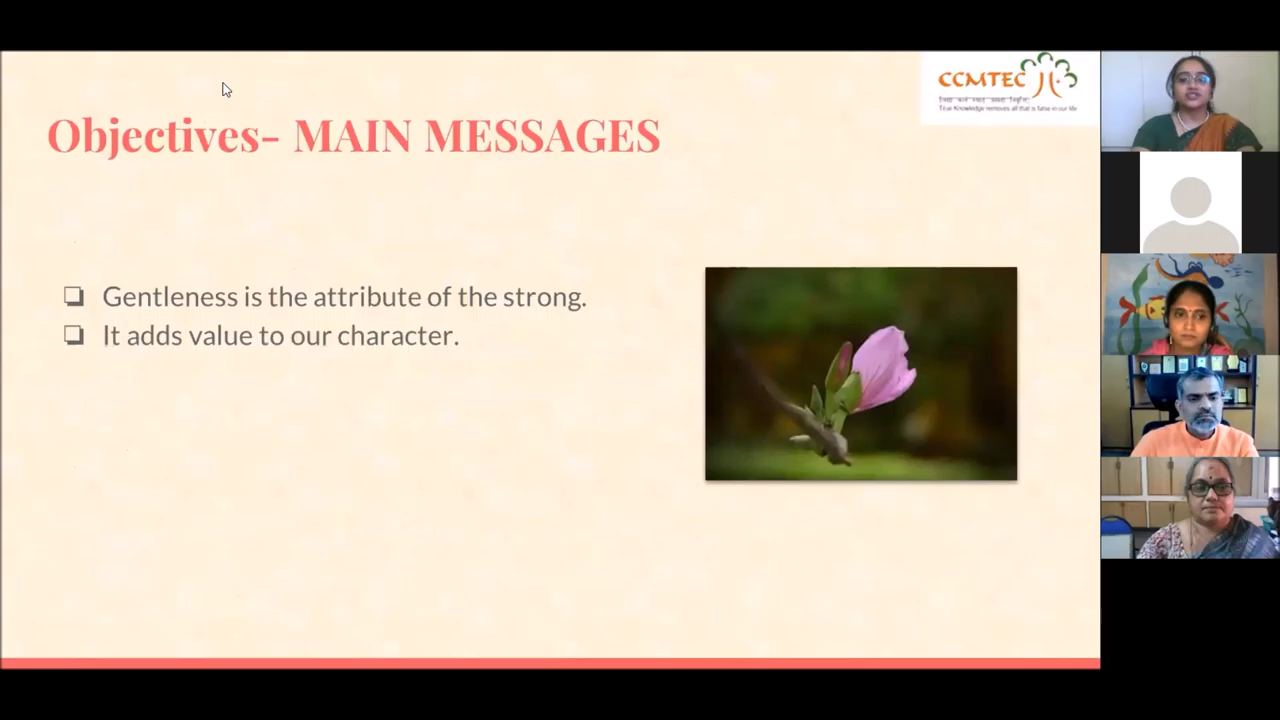 CCMTEC
True Knowledge removes all that is false in our life
Objectives- MAIN MESSAGES
Gentleness is the attribute of the strong.
It adds value to our character.